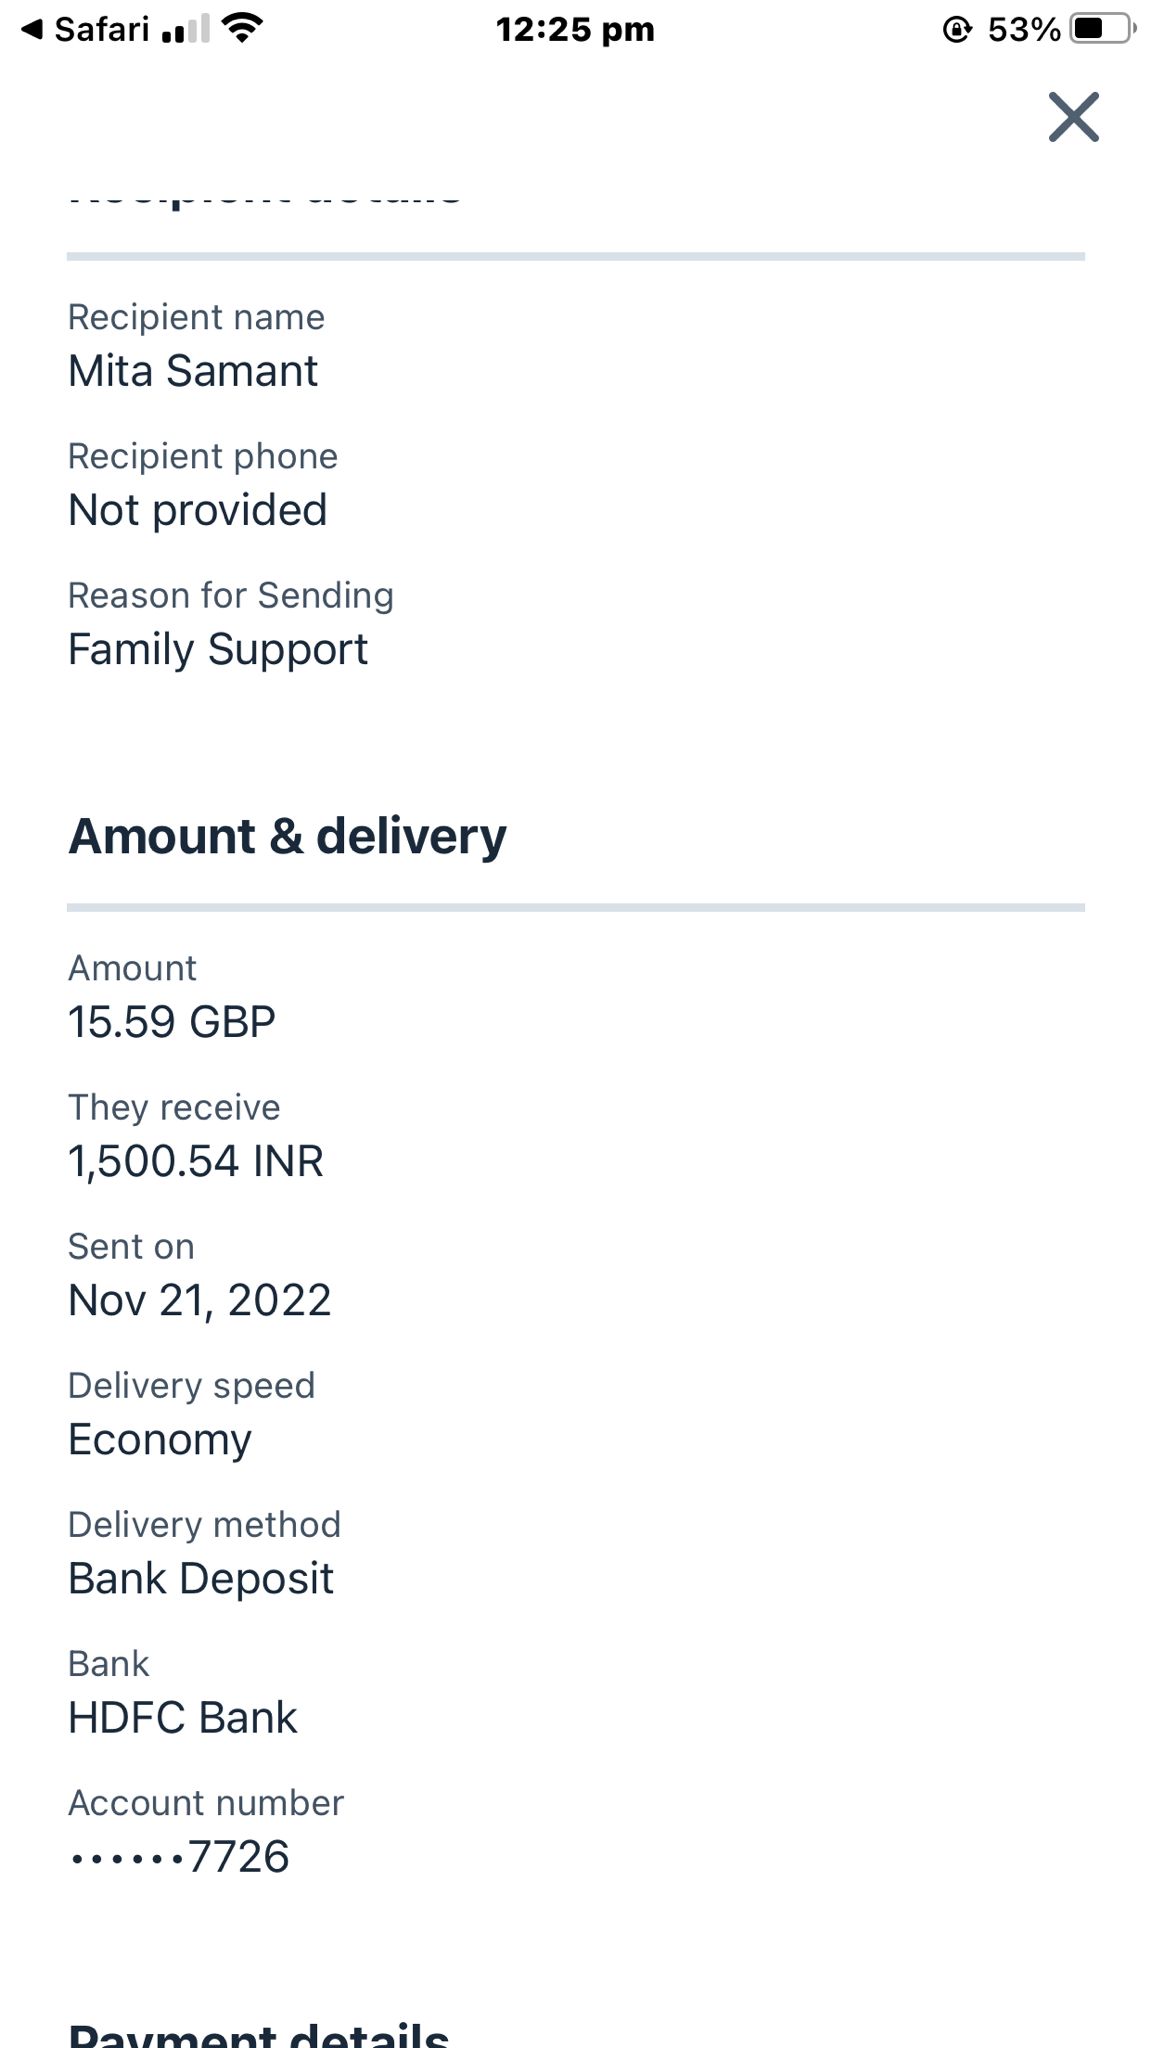 Safari 12:25 pm 53%
Recipient details
Recipient name
Mita Samant
Recipient phone
Not provided
Reason for Sending
Family Support
Amount & delivery
Amount
15.59 GBP
They receive
1,500.54 INR
Sent on
Nov 21, 2022
Delivery speed
Economy
Delivery method
Bank Deposit
Bank
HDFC Bank
Account number
••••••7726
Payment details